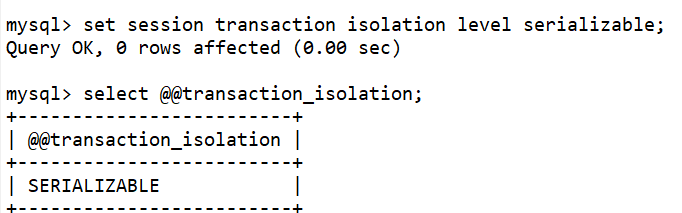 mysql> set session transaction isolation level serializable;
Query OK, 0 rows affected (0.00 sec)
mysql> select @@transaction_isolation;
+-------------------------+
| @@transaction_isolation |
+-------------------------+
| SERIALIZABLE            |
+-------------------------+